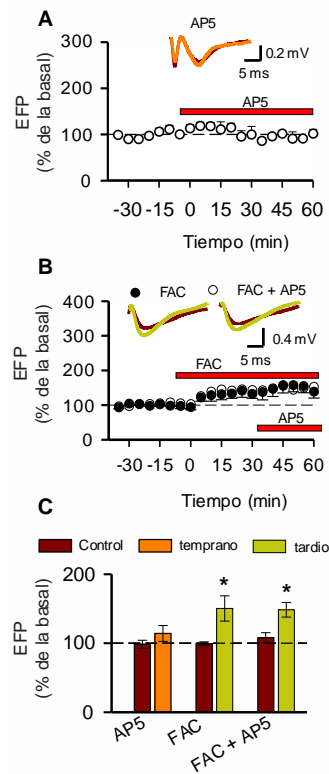 A
AP5
0.2 mV
5 ms
EFP
(% de la basal)
300
200
100
0
AP5
-30 -15 0 15 30 45 60
Tiempo (min)
B
FAC
FAC + AP5
0.4 mV
5 ms
EFP
(% de la basal)
400
300
200
100
0
FAC
AP5
-30 -15 0 15 30 45 60
Tiempo (min)
C
Control temprano tardio
EFP
(% de la basal)
200
100
0
* *
AP5 FAC FAC + AP5